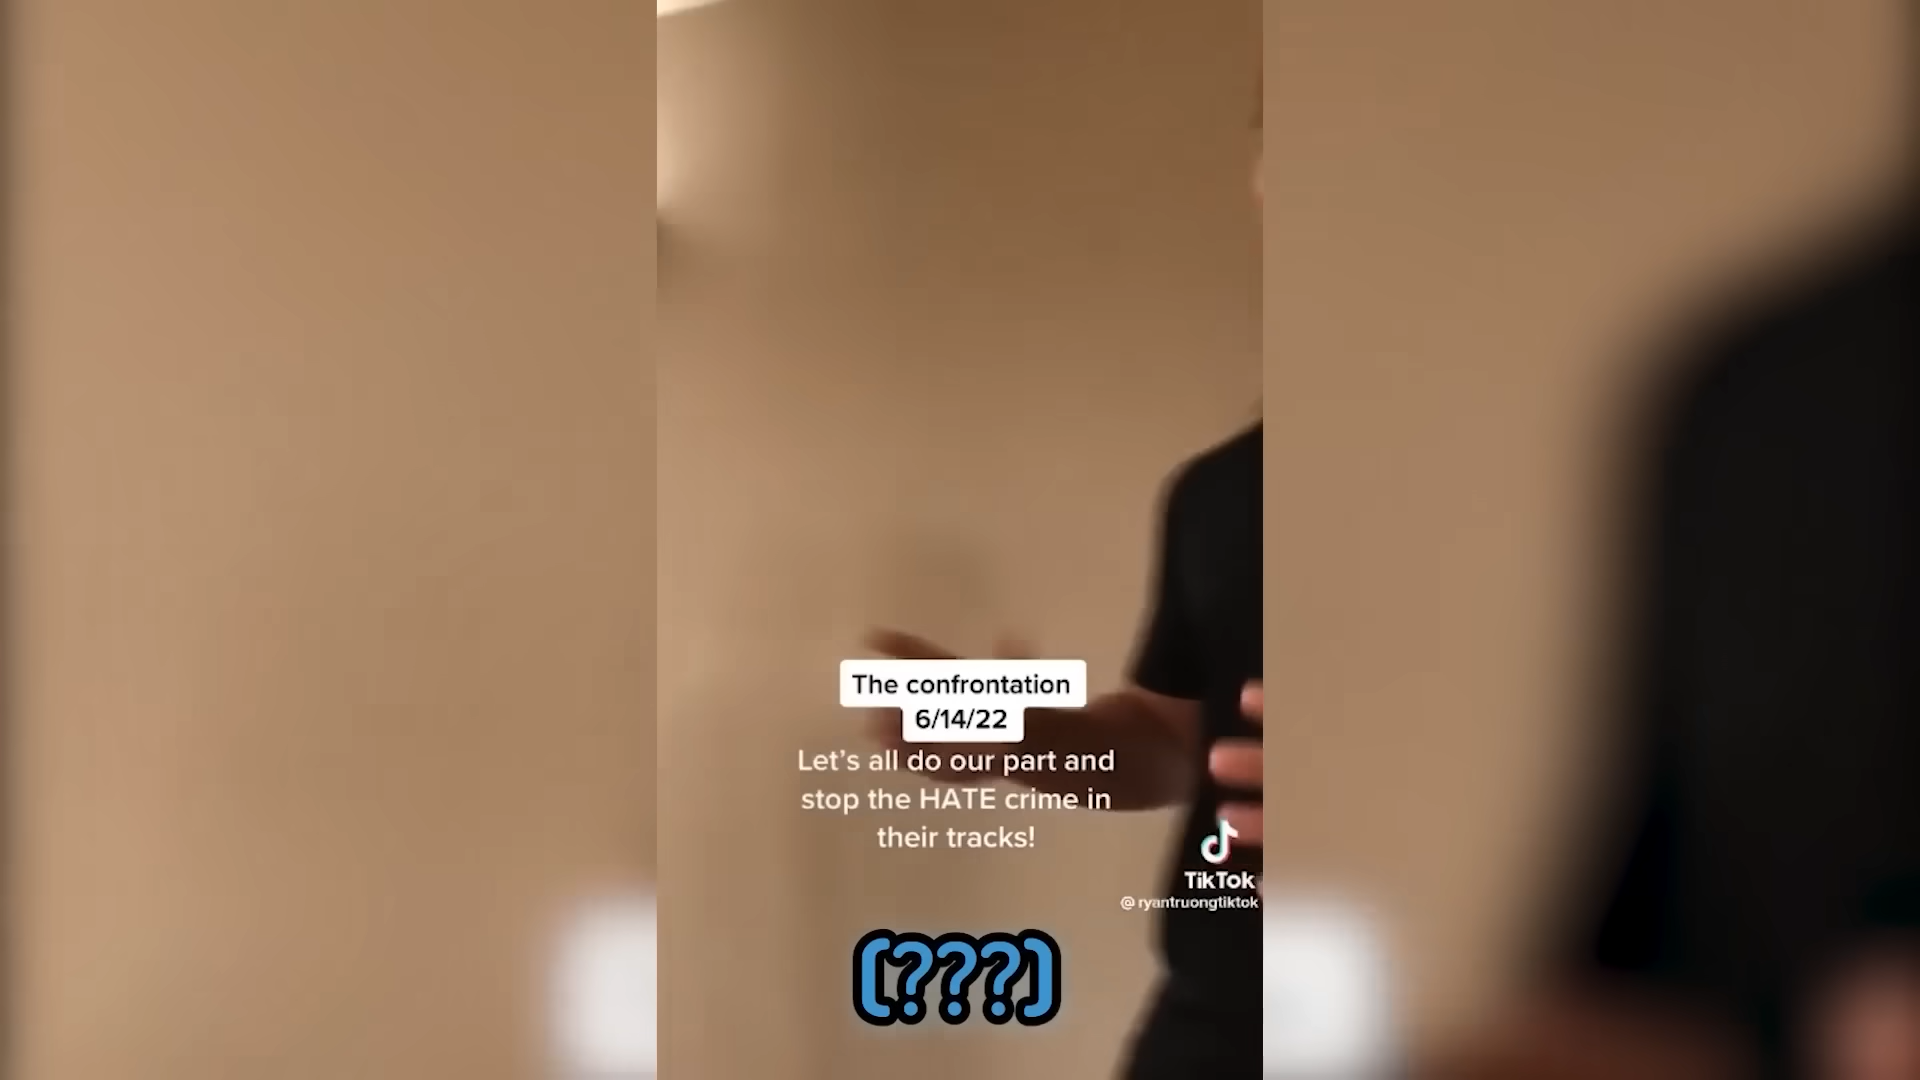 The confrontation
6/14/22
Let's all do our part and
stop the HATE crime in
their tracks!
TikTok
@ryantruongtiktok
(???)